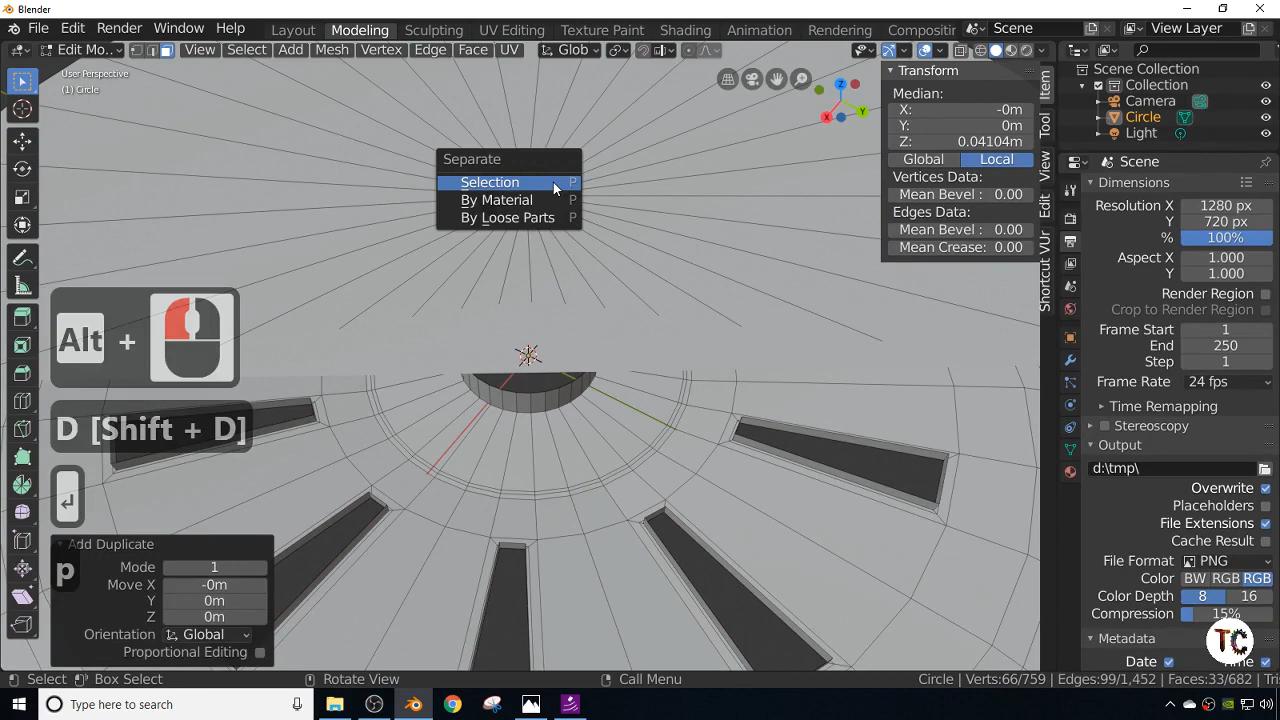 Blender
File Edit Render Window Help Layout Modeling Sculpting UV Editing Texture Paint Shading Animation Rendering Compositir Scene View Layer
Edit Mo... View Select Add Mesh Vertex Edge Face UV Glob
User Perspective
(1) Circle
Separate
Selection P
By Material P
By Loose Parts P
Transform
Median:
X: -0m
Y: 0m
Z: 0.04104m
Global Local
Vertices Data:
Mean Bevel : 0.00
Edges Data:
Mean Bevel : 0.00
Mean Crease: 0.00
Item
Tool
View
Edit
Shortcut VUr
Z
Y
X
Scene Collection
Collection
Camera
Circle
Light
Scene
Dimensions
Resolution X 1280 px
Y 720 px
% 100%
Aspect X 1.000
Y 1.000
Render Region
Crop to Render Region
Frame Start 1
End 250
Step 1
Frame Rate 24 fps
Time Remapping
Stereoscopy
Output
d:\tmp\
Overwrite
Placeholders
File Extensions
Cache Result
File Format PNG
Color BW RGB RGB
Color Depth 8 16
Compression 15%
Metadata
Date
TC
Alt +
D [Shift + D]
p
Add Duplicate
Mode 1
Move X -0m
Y 0m
Z 0m
Orientation Global
Proportional Editing
Select Box Select Rotate View Call Menu Circle | Verts:66/759 | Edges:99/1,452 | Faces:33/682
Type here to search